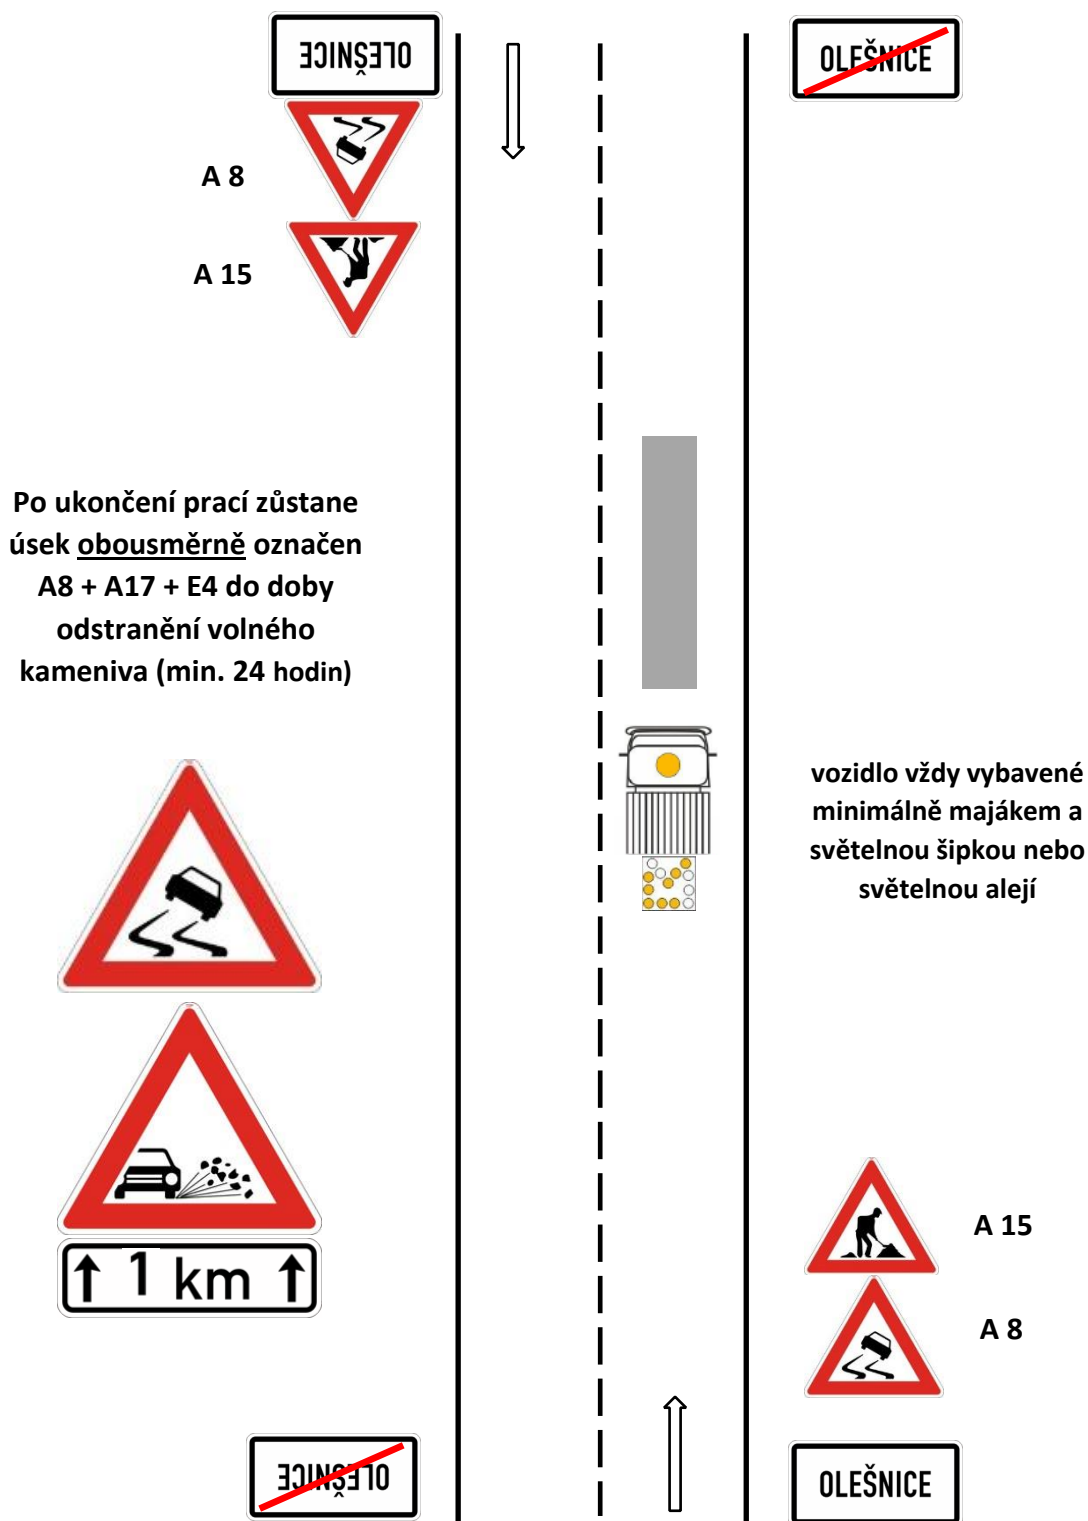 OLEŠNICE
OLEŠNICE
A 8
A 15
Po ukončení prací zůstane
úsek obousměrně označen
A8 + A17 + E4 do doby
odstranění volného
kameniva (min. 24 hodin)
vozidlo vždy vybavené
minimálně majákem a
světelnou šipkou nebo
světelnou alejí
1 km
A 15
A 8
OLEŠNICE
OLEŠNICE